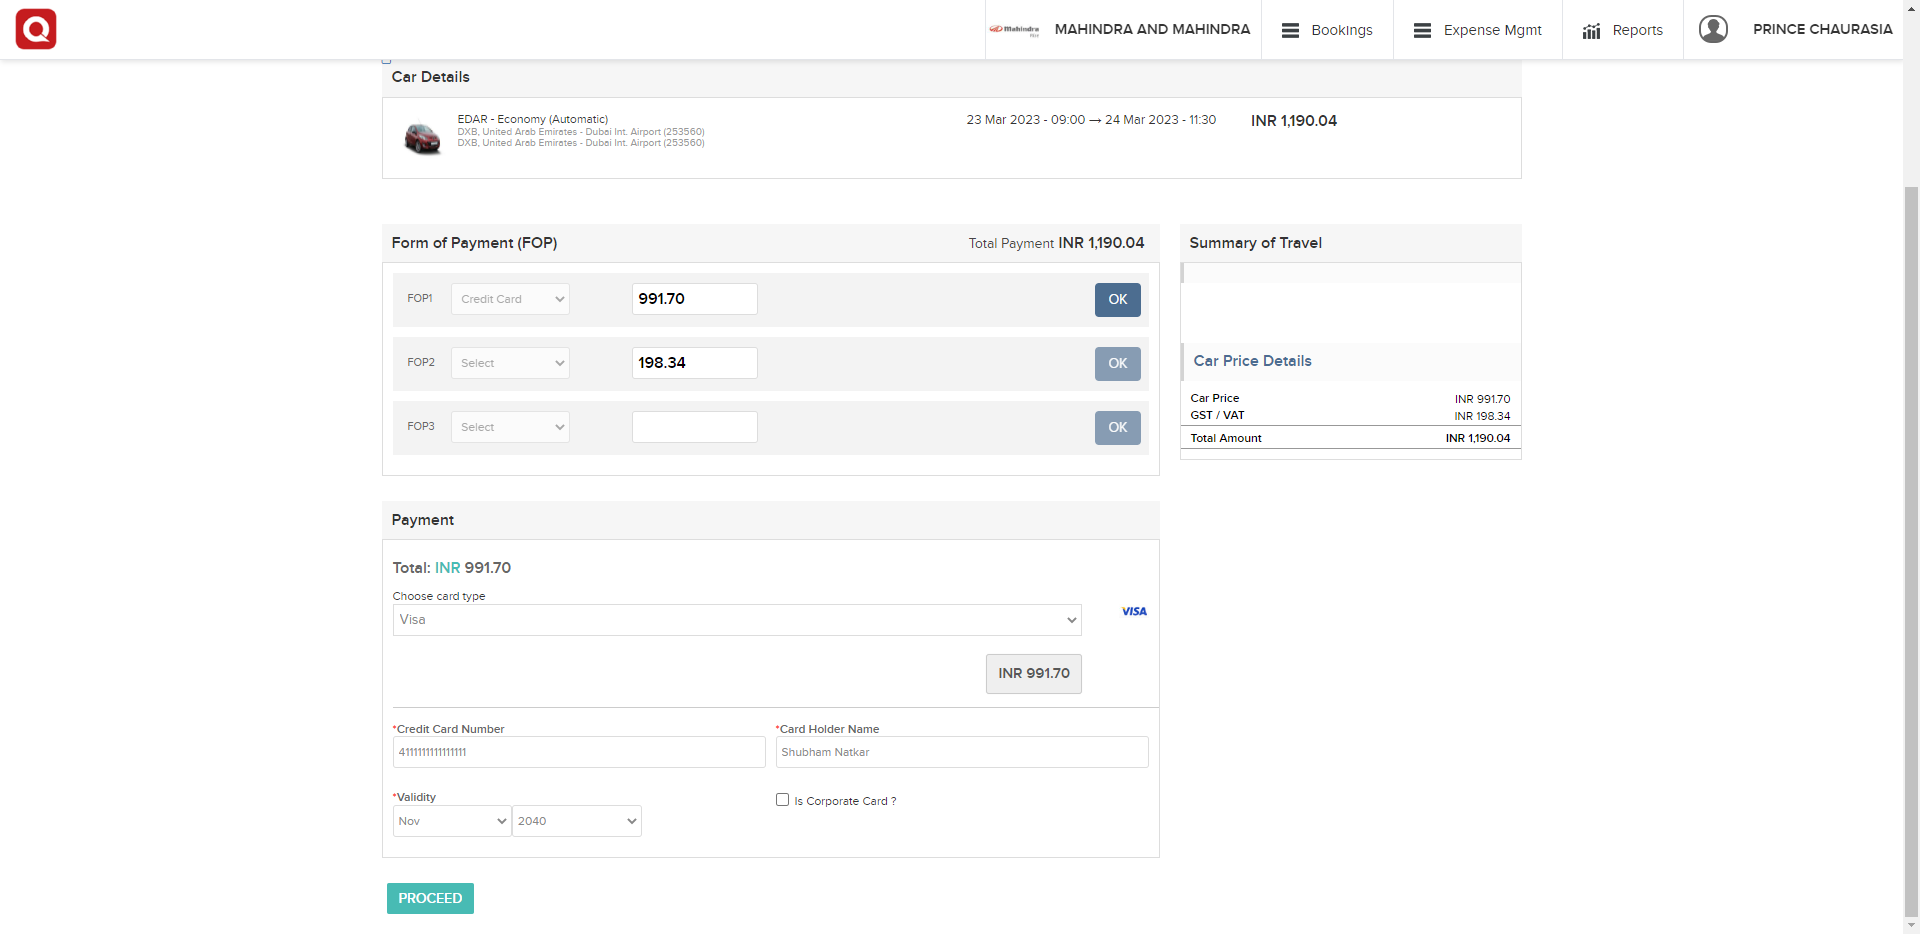 Q
Mahindra
MAHINDRA AND MAHINDRA
Bookings
Expense Mgmt
Reports
PRINCE CHAURASIA
Car Details
EDAR - Economy (Automatic)
DXB, United Arab Emirates - Dubai Int. Airport (253560)
DXB, United Arab Emirates - Dubai Int. Airport (253560)
23 Mar 2023 - 09:00 → 24 Mar 2023 - 11:30
INR 1,190.04
Form of Payment (FOP)
Total Payment INR 1,190.04
FOP1 Credit Card 991.70 OK
FOP2 Select 198.34 OK
FOP3 Select OK
Summary of Travel
Car Price Details
Car Price INR 991.70
GST / VAT INR 198.34
Total Amount INR 1,190.04
Payment
Total: INR 991.70
Choose card type
Visa
VISA
INR 991.70
*Credit Card Number
4111111111111111
*Card Holder Name
Shubham Natkar
*Validity
Nov 2040
Is Corporate Card ?
PROCEED